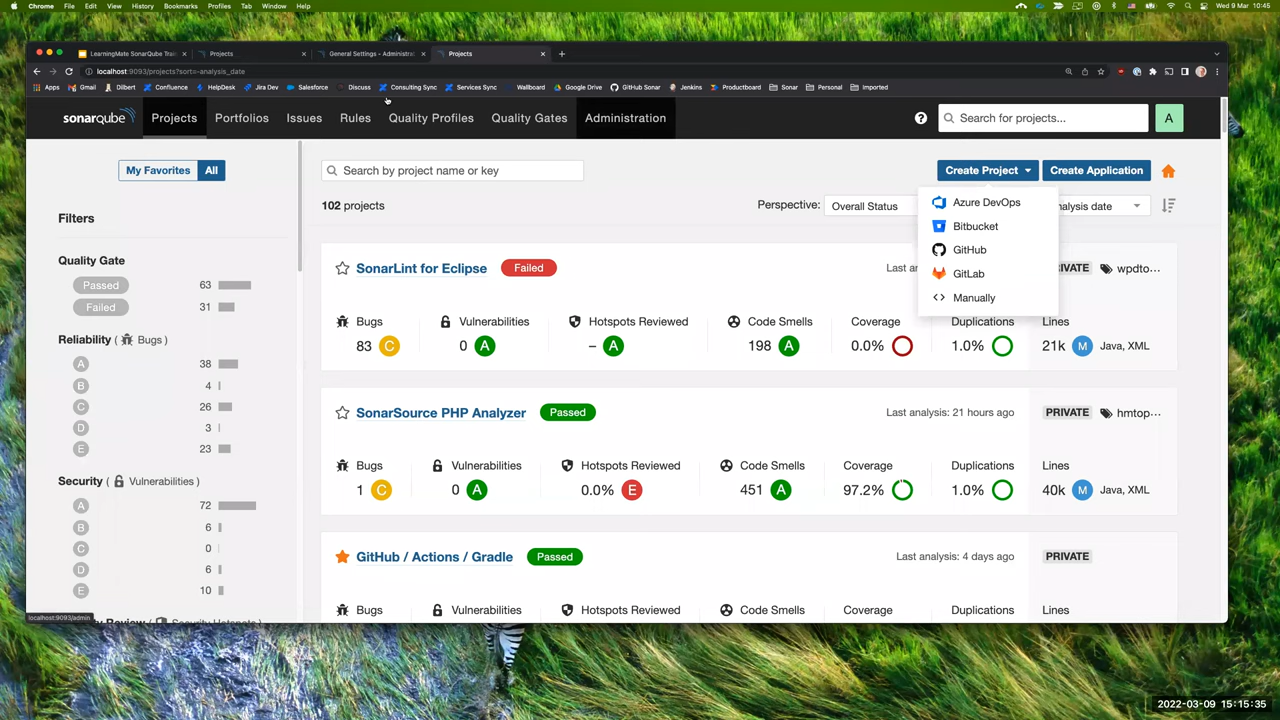 Chrome File Edit View History Bookmarks Profiles Tab Window Help Wed 9 Mar 10:45
LearningMate SonarQube Train Projects General Settings - Administra Projects
localhost:9093/projects?sort=-analysis_date
Apps Gmail Dilbert Confluence HelpDesk Jira Dev Salesforce Discuss Consulting Sync Services Sync Wallboard Google Drive GitHub Sonar Jenkins Productboard Sonar Personal Imported
sonarqube Projects Portfolios Issues Rules Quality Profiles Quality Gates Administration ? Search for projects... A
My Favorites All Search by project name or key Create Project Create Application
102 projects Perspective: Overall Status nalysis date
Azure DevOps
Bitbucket
GitHub
GitLab
Manually
Filters
Quality Gate
Passed 63
Failed 31
Reliability ( Bugs )
A 38
B 4
C 26
D 3
E 23
Security ( Vulnerabilities )
A 72
B 6
C 0
D 6
E 10
SonarLint for Eclipse Failed Last an RIVATE wpdto...
Bugs Vulnerabilities Hotspots Reviewed Code Smells Coverage Duplications Lines
83 C 0 A – A 198 A 0.0% 1.0% 21k M Java, XML
SonarSource PHP Analyzer Passed Last analysis: 21 hours ago PRIVATE hmtop...
Bugs Vulnerabilities Hotspots Reviewed Code Smells Coverage Duplications Lines
1 C 0 A 0.0% E 451 A 97.2% 1.0% 40k M Java, XML
GitHub / Actions / Gradle Passed Last analysis: 4 days ago PRIVATE
Bugs Vulnerabilities Hotspots Reviewed Code Smells Coverage Duplications Lines
localhost:9093/admin
2022-03-09 15:15:35